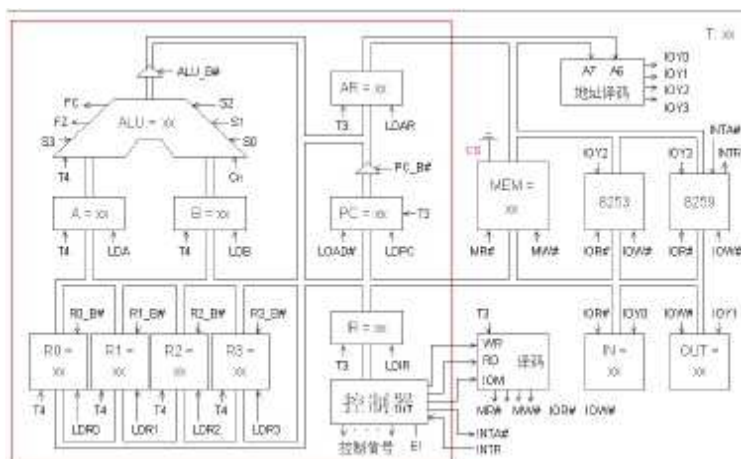 T: xx
ALU_B#
FC
S2
FZ
ALU = xx
S1
S3
S0
T4
Cn
AR = xx
T3
LDAR
PC_B#
A7 A6
地址译码
IOY0
IOY1
IOY2
IOY3
CS
MEM =
xx
MR#
MW#
IOY2
8253
IOR#
IOW#
IOY3
INTA#
INTR
8259
IOR#
IOW#
A = xx
T4
LDA
B = xx
T4
LDB
PC = xx
T3
LOAD#
LDPC
R0_B#
R1_B#
R2_B#
R3_B#
R0 =
xx
R1 =
xx
R2 =
xx
R3 =
xx
T4
T4
T4
T4
LDR0
LDR1
LDR2
LDR3
IR = xx
T3
LDIR
控制器
控制信号
EI
T3
WR
RD
IOM
译码
MR# MW# IOR# IOW#
INTA#
INTR
IOR#
IOY0
IN =
xx
IOW#
IOY1
OUT =
xx